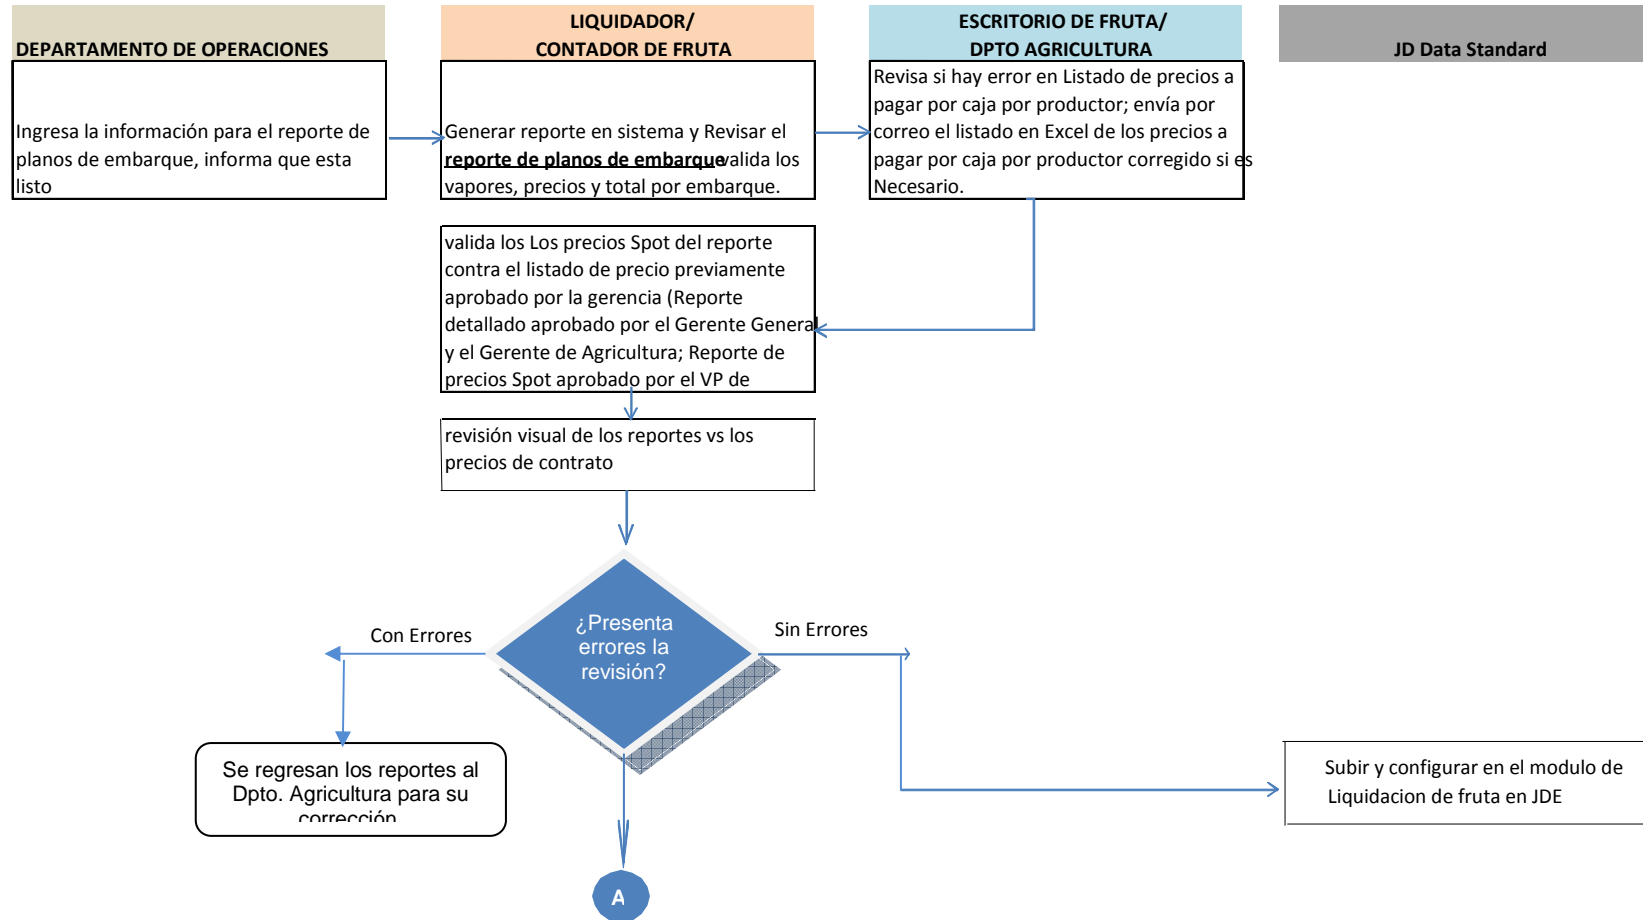 DEPARTAMENTO DE OPERACIONES
LIQUIDADOR/
CONTADOR DE FRUTA
ESCRITORIO DE FRUTA/
DPTO AGRICULTURA
JD Data Standard
Ingresa la información para el reporte de
planos de embarque, informa que esta
listo
Generar reporte en sistema y Revisar el
reporte de planos de embarque valida los
vapores, precios y total por embarque.
Revisa si hay error en Listado de precios a
pagar por caja por productor; envía por
correo el listado en Excel de los precios a
pagar por caja por productor corregido si es
Necesario.
valida los Los precios Spot del reporte
contra el listado de precio previamente
aprobado por la gerencia (Reporte
detallado aprobado por el Gerente General
y el Gerente de Agricultura; Reporte de
precios Spot aprobado por el VP de
revisión visual de los reportes vs los
precios de contrato
¿Presenta
errores la
revisión?
Con Errores
Sin Errores
Se regresan los reportes al
Dpto. Agricultura para su
corrección
Subir y configurar en el modulo de
Liquidacion de fruta en JDE
A